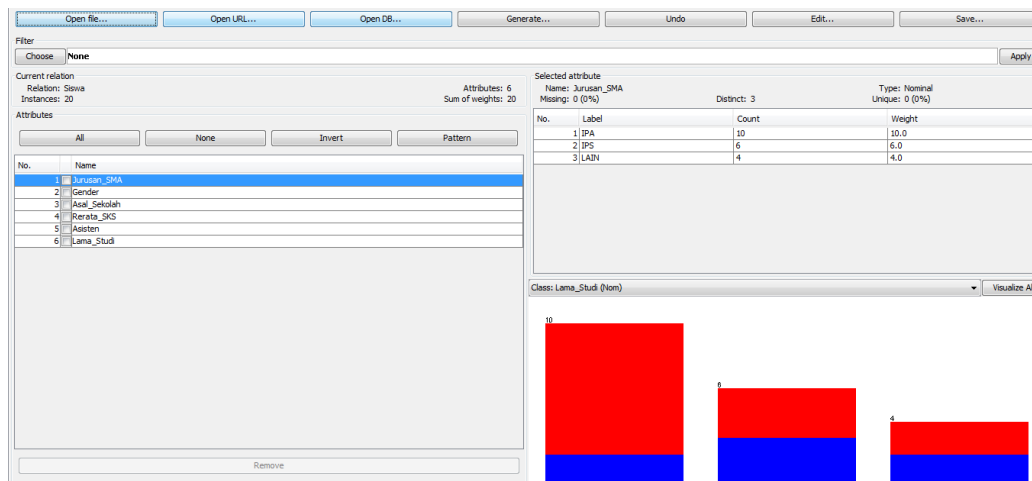 Open file... Open URL... Open DB... Generate... Undo Edit... Save...
Filter
Choose None Apply
Current relation
Relation: Siswa Attributes: 6
Instances: 20 Sum of weights: 20
Attributes
All None Invert Pattern
No. Name
1 Jurusan_SMA
2 Gender
3 Asal_Sekolah
4 Rerata_SKS
5 Asisten
6 Lama_Studi
Remove
Selected attribute
Name: Jurusan_SMA Type: Nominal
Missing: 0 (0%) Distinct: 3 Unique: 0 (0%)
No. Label Count Weight
1 IPA 10 10.0
2 IPS 6 6.0
3 LAIN 4 4.0
Class: Lama_Studi (Nom) Visualize Al
10
6
4